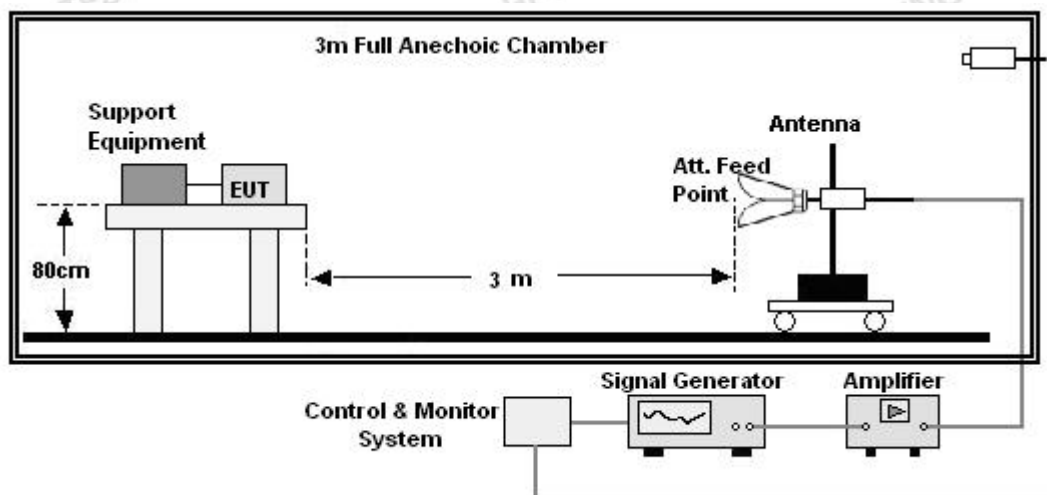 3m Full Anechoic Chamber
Support
Equipment
EUT
80cm
3 m
Antenna
Att. Feed
Point
Signal Generator
Amplifier
Control & Monitor
System